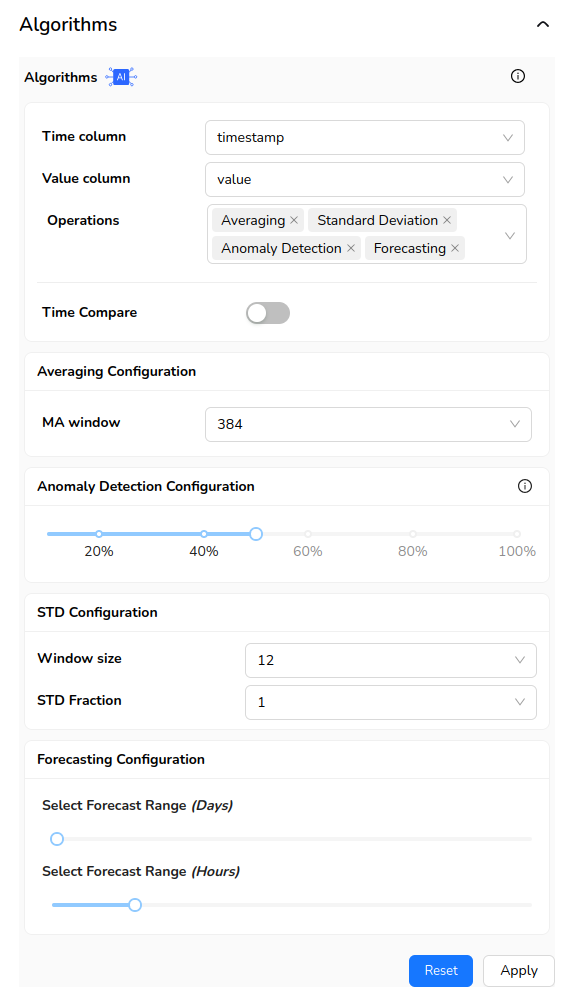 Algorithms
Algorithms AI
Time column timestamp
Value column value
Operations Averaging Standard Deviation
Anomaly Detection Forecasting
Time Compare
Averaging Configuration
MA window 384
Anomaly Detection Configuration
20% 40% 60% 80% 100%
STD Configuration
Window size 12
STD Fraction 1
Forecasting Configuration
Select Forecast Range (Days)
Select Forecast Range (Hours)
Reset Apply